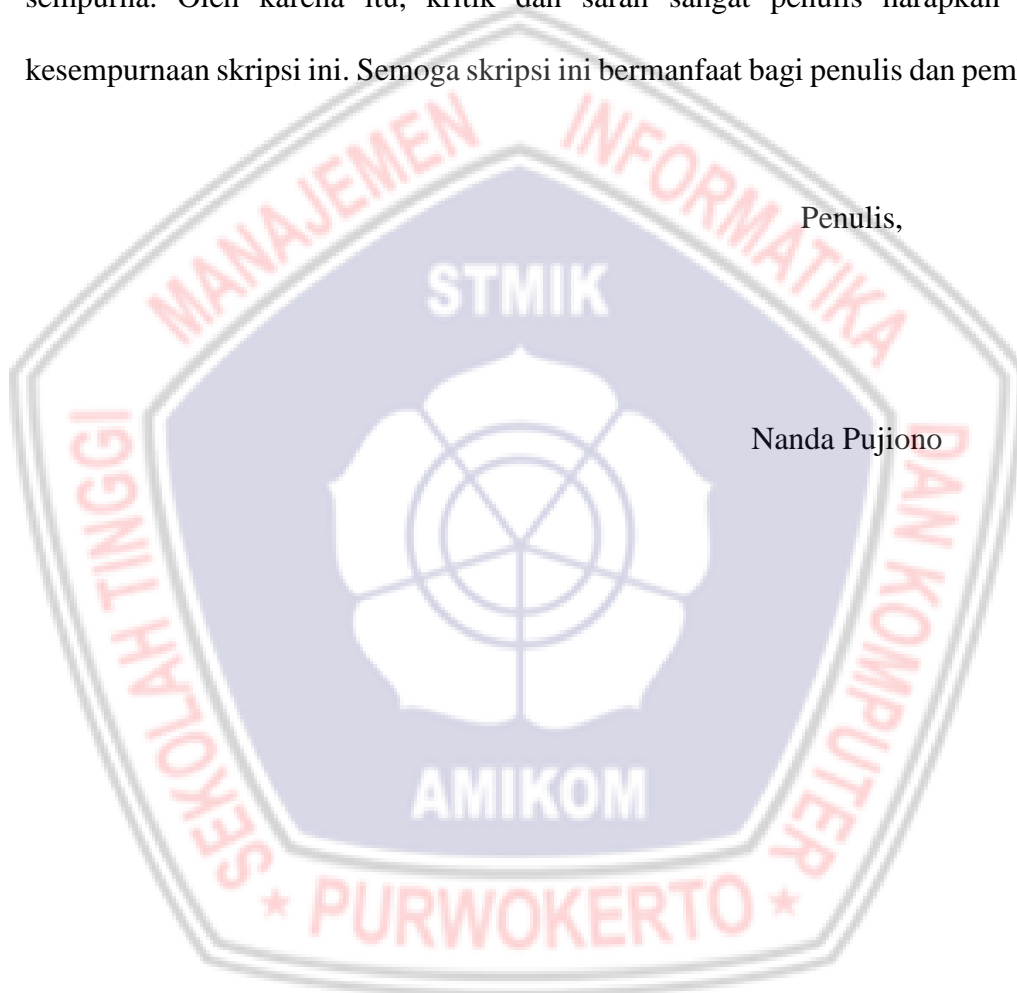 sempurna. Oleh karena itu, kritik dan saran sangat penulis harapkan
kesempurnaan skripsi ini. Semoga skripsi ini bermanfaat bagi penulis dan pem
Penulis,
Nanda Pujiono
SEKOLAH TINGGI MANAJEMEN INFORMATIKA DAN KOMPUTER
STMIK
AMIKOM
★ PURWOKERTO ★